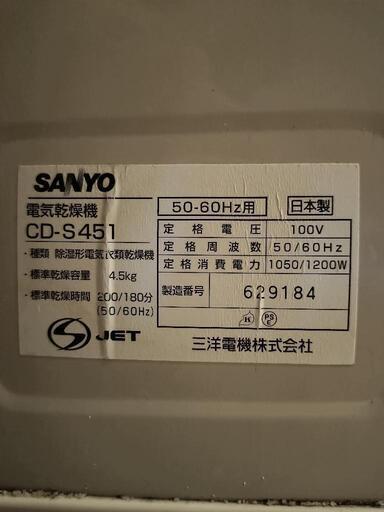 SANYO
電気乾燥機
CD-S451
・種類 除湿形電気衣類乾燥機
・標準乾燥容量 4.5kg
・標準乾燥時間 200/180分
(50/60Hz)
S JET
50-60Hz用
日本製
定格電圧 100V
定格周波数 50/60Hz
定格消費電力 1050/1200W
製造番号 629184
K PSE
三洋電機株式会社